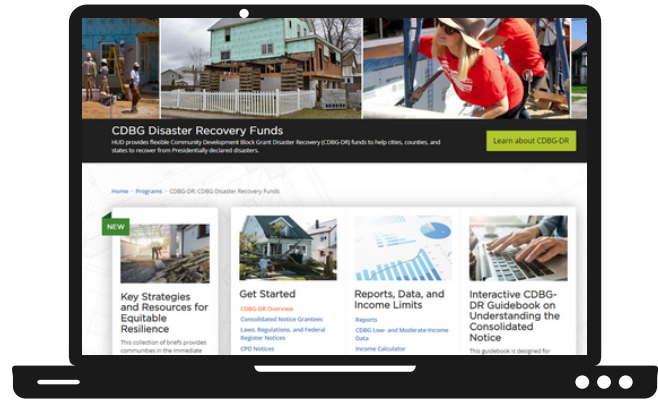 CDBG Disaster Recovery Funds
HUD provides flexible Community Development Block Grant Disaster Recovery (CDBG-DR) funds to help cities, counties, and
states to recover from Presidentially declared disasters.
Learn about CDBG-DR
Home › Programs › CDBG-DR: CDBG Disaster Recovery Funds
NEW
Key Strategies
and Resources for
Equitable
Resilience
This collection of briefs provides
communities in the immediate
Get Started
CDBG-DR Overview
Consolidated Notice Grantees
Laws, Regulations, and Federal
Register Notices
CPD Notices
Reports, Data, and
Income Limits
Reports
CDBG Low- and Moderate-Income
Data
Income Calculator
Interactive CDBG-
DR Guidebook on
Understanding the
Consolidated
Notice
This guidebook is designed for